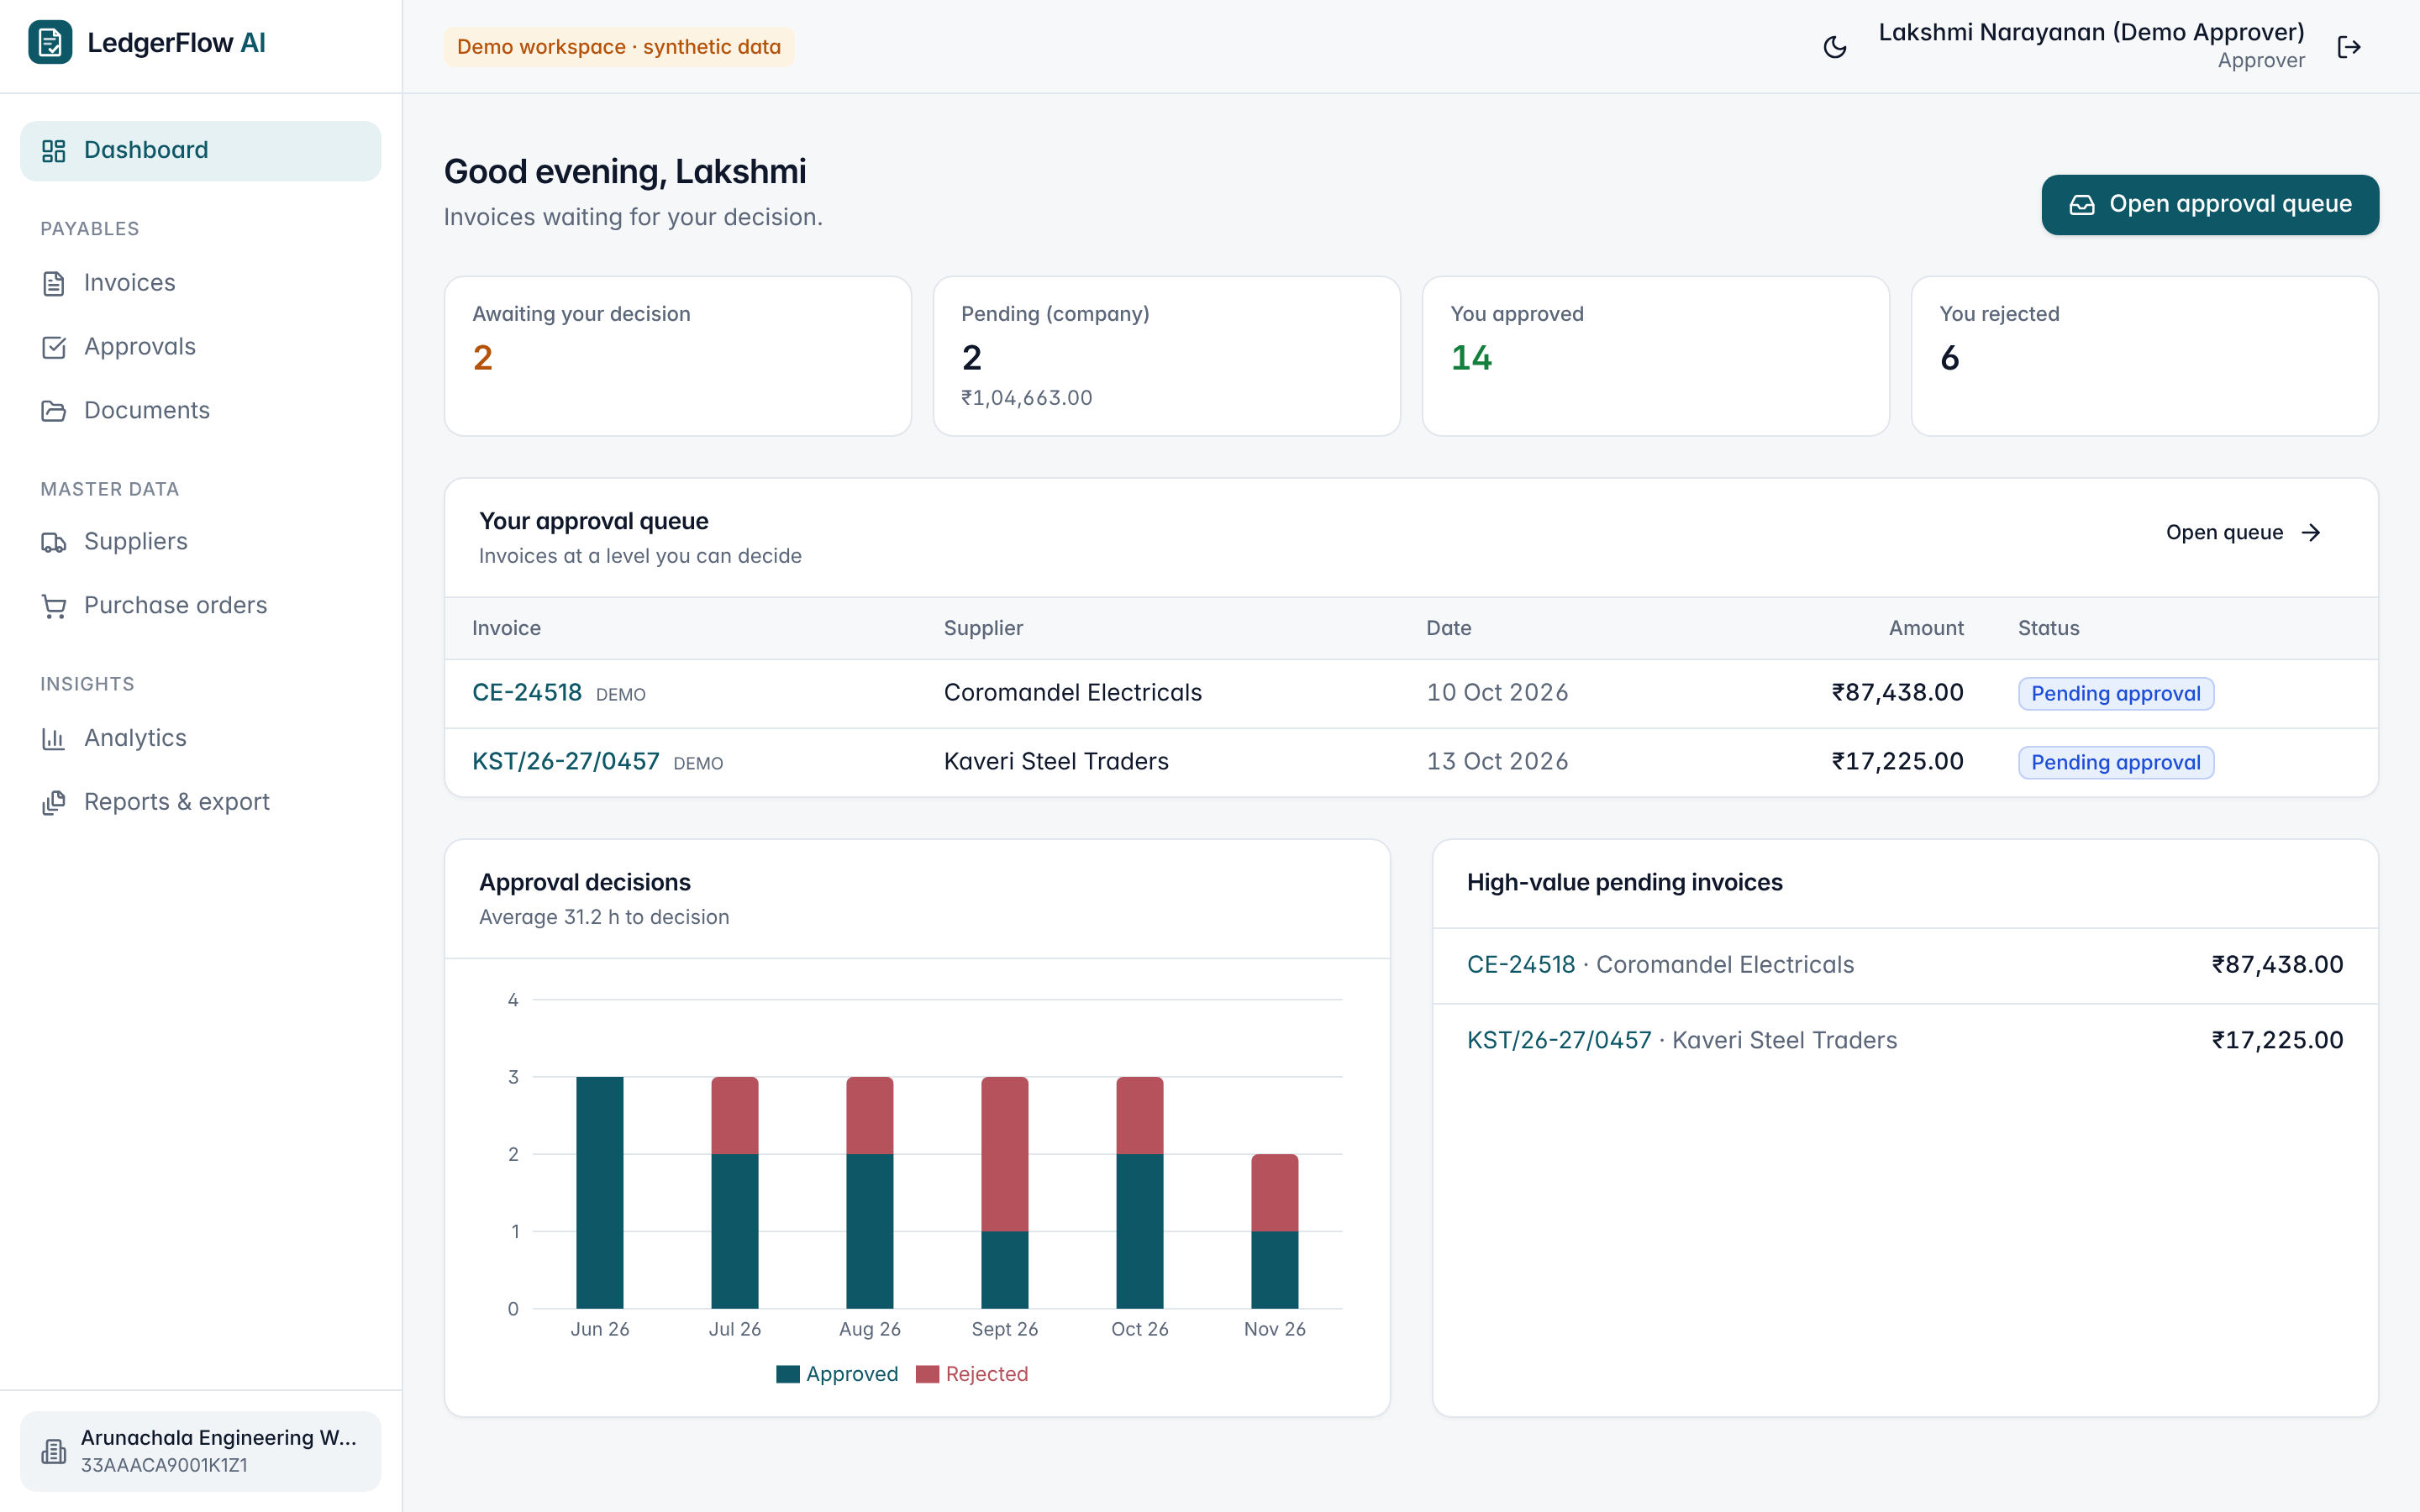 LedgerFlow AI
Demo workspace · synthetic data
Lakshmi Narayanan (Demo Approver)
Approver
Dashboard
PAYABLES
Invoices
Approvals
Documents
MASTER DATA
Suppliers
Purchase orders
INSIGHTS
Analytics
Reports & export
Arunachala Engineering W...
33AAACA9001K1Z1
Good evening, Lakshmi
Invoices waiting for your decision.
Open approval queue
Awaiting your decision
2
Pending (company)
2
₹1,04,663.00
You approved
14
You rejected
6
Your approval queue
Invoices at a level you can decide
Open queue
Invoice Supplier Date Amount Status
CE-24518 DEMO Coromandel Electricals 10 Oct 2026 ₹87,438.00 Pending approval
KST/26-27/0457 DEMO Kaveri Steel Traders 13 Oct 2026 ₹17,225.00 Pending approval
Approval decisions
Average 31.2 h to decision
4
3
2
1
0
Jun 26 Jul 26 Aug 26 Sept 26 Oct 26 Nov 26
Approved Rejected
High-value pending invoices
CE-24518 · Coromandel Electricals ₹87,438.00
KST/26-27/0457 · Kaveri Steel Traders ₹17,225.00